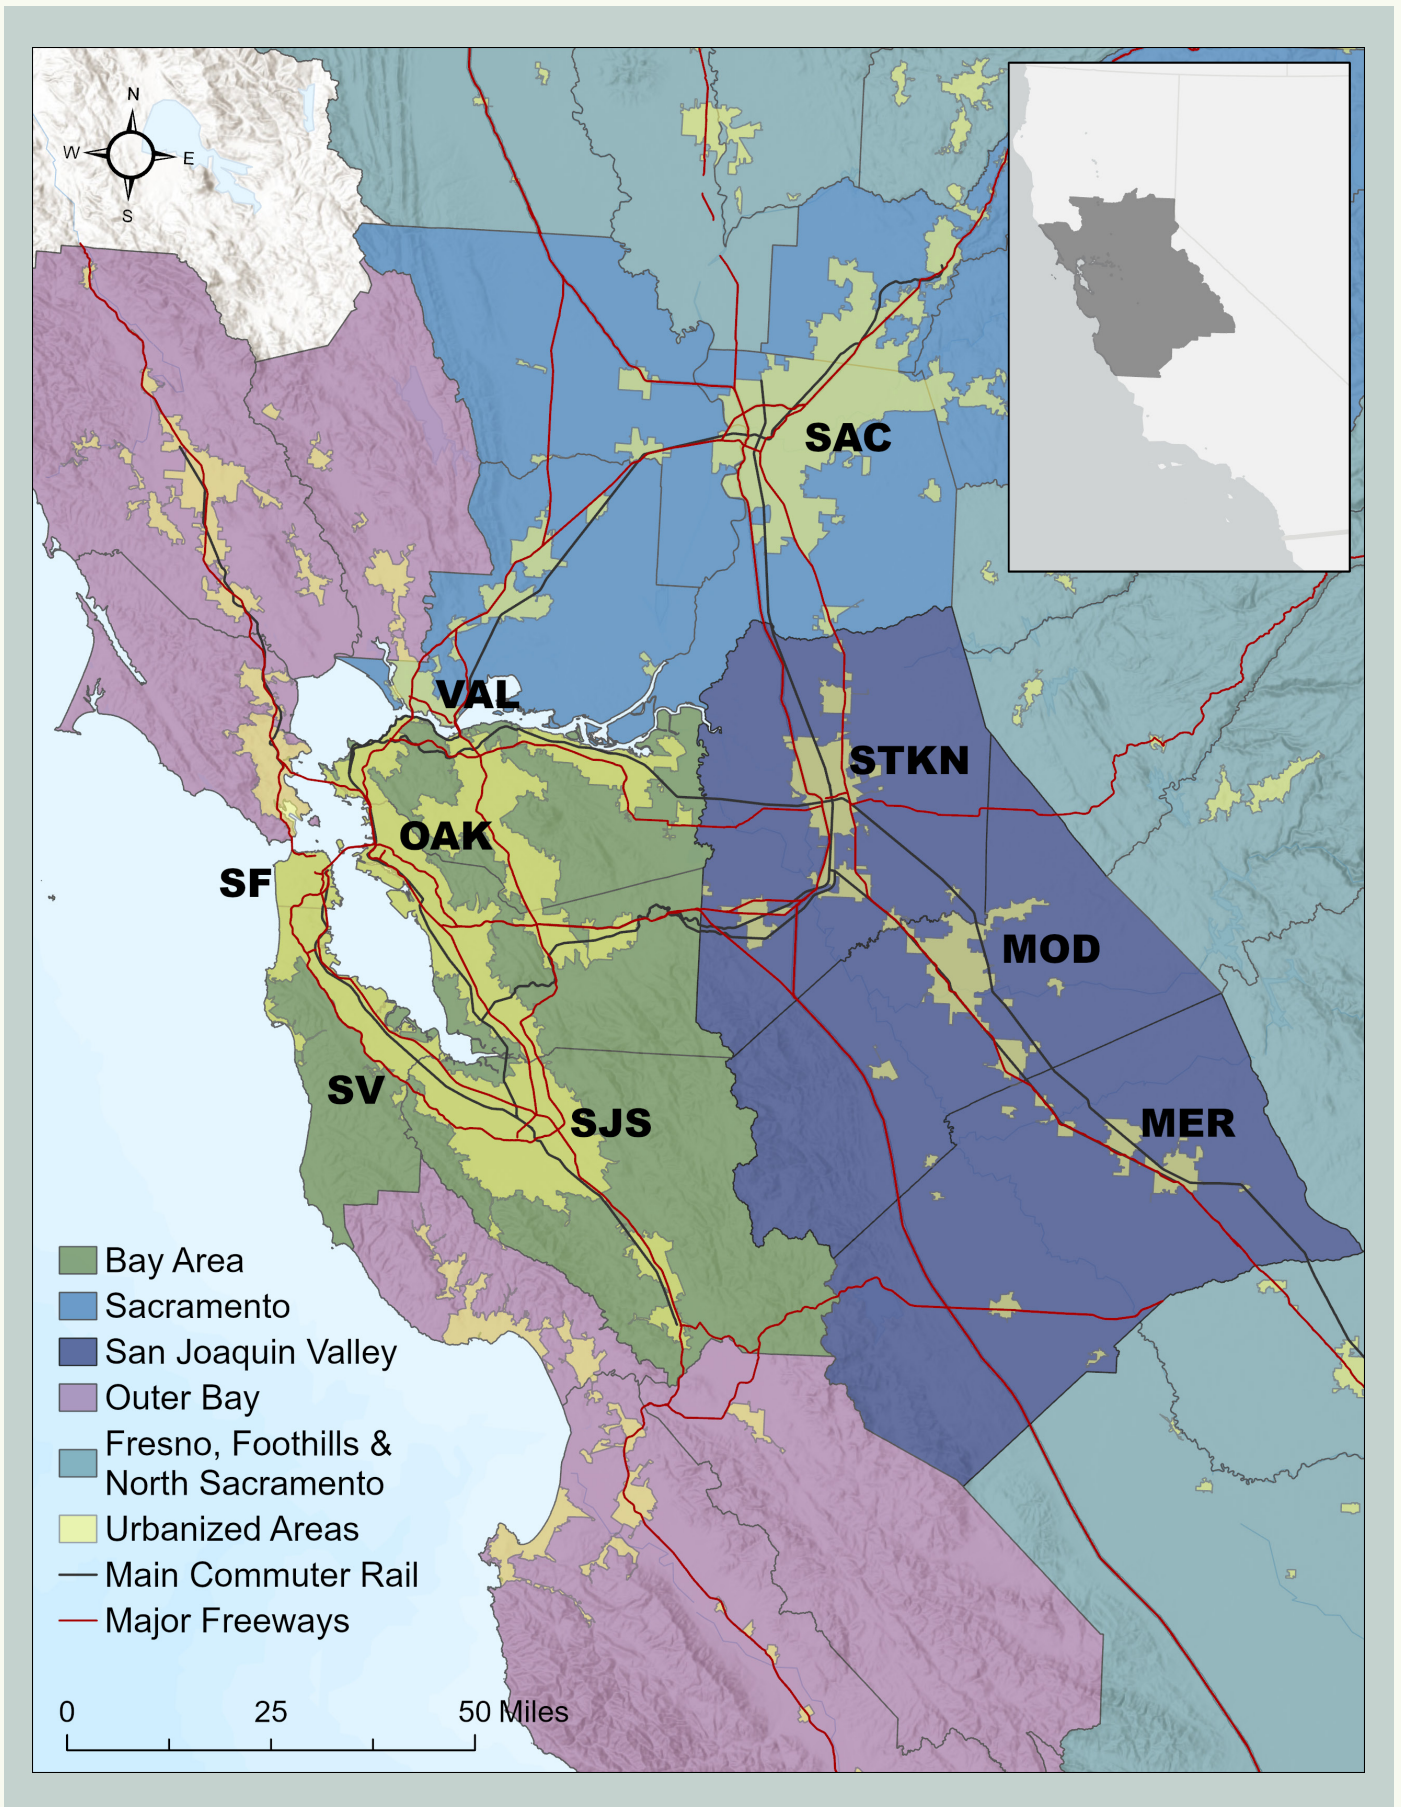 N
W
E
S
SAC
VAL
STKN
OAK
SF
MOD
SV
SJS
MER
Bay Area
Sacramento
San Joaquin Valley
Outer Bay
Fresno, Foothills &
North Sacramento
Urbanized Areas
Main Commuter Rail
Major Freeways
0 25 50 Miles